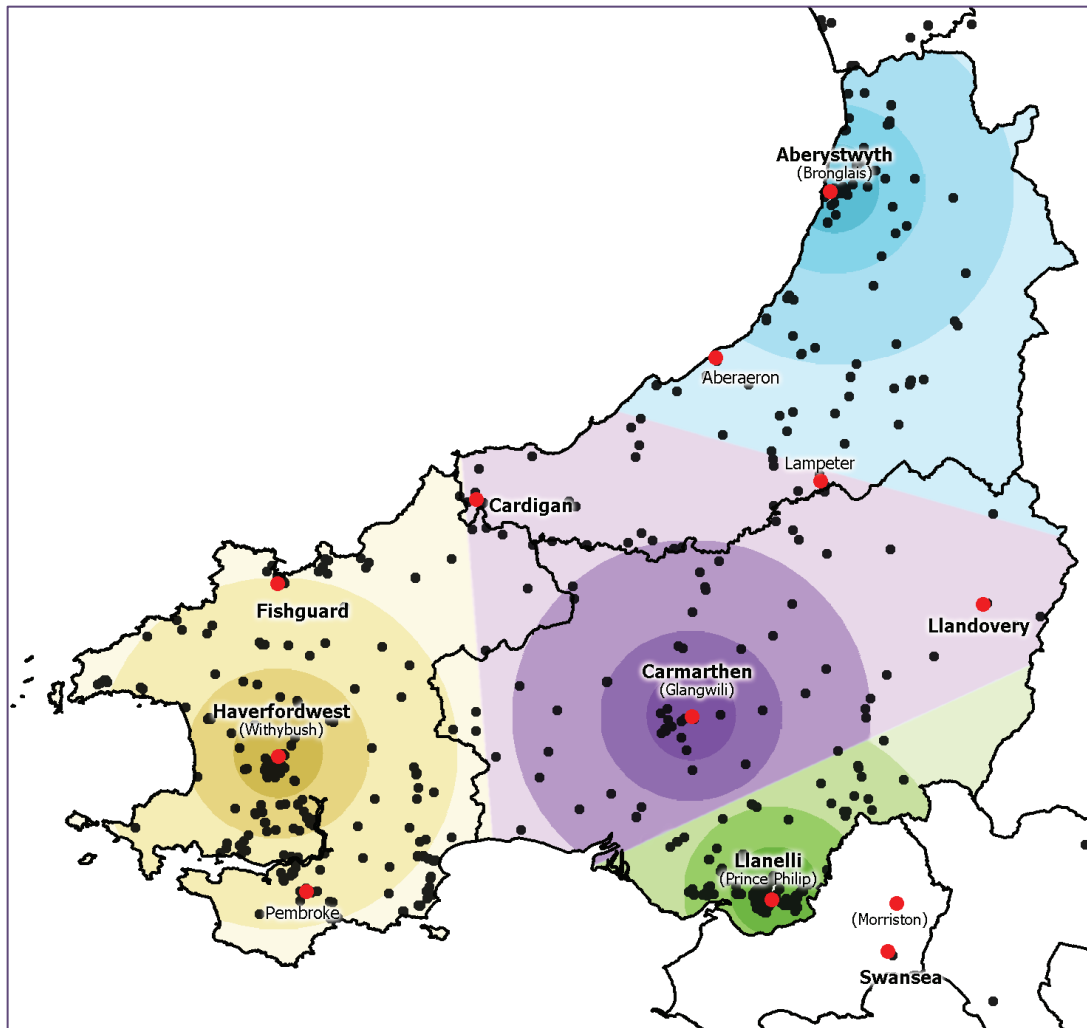 Aberystwyth
(Bronglais)
Aberaeron
Lampeter
Cardigan
Fishguard
Llandovery
Carmarthen
(Glangwili)
Haverfordwest
(Withybush)
Llanelli
(Prince Philip)
Pembroke
(Morriston)
Swansea